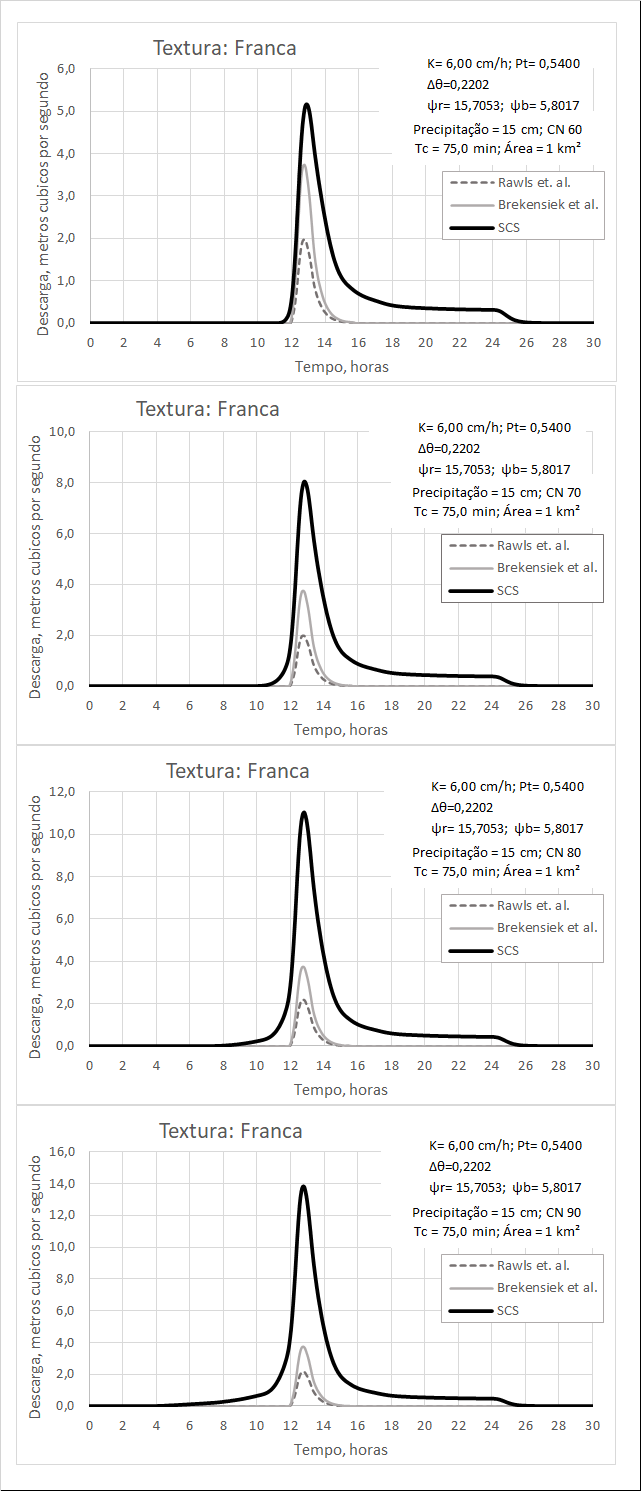 Textura: Franca
K= 6,00 cm/h; Pt= 0,5400
Δθ=0,2202
ψr= 15,7053; ψb= 5,8017
Precipitação = 15 cm; CN 60
Tc = 75,0 min; Área = 1 km²
Rawls et. al.
Brekensiek et al.
SCS
Descarga, metros cubicos por segundo
6,0
5,0
4,0
3,0
2,0
1,0
0,0
0 2 4 6 8 10 12 14 16 18 20 22 24 26 28 30
Tempo, horas
Textura: Franca
K= 6,00 cm/h; Pt= 0,5400
Δθ=0,2202
ψr= 15,7053; ψb= 5,8017
Precipitação = 15 cm; CN 70
Tc = 75,0 min; Área = 1 km²
Rawls et. al.
Brekensiek et al.
SCS
Descarga, metros cubicos por segundo
10,0
8,0
6,0
4,0
2,0
0,0
0 2 4 6 8 10 12 14 16 18 20 22 24 26 28 30
Tempo, horas
Textura: Franca
K= 6,00 cm/h; Pt= 0,5400
Δθ=0,2202
ψr= 15,7053; ψb= 5,8017
Precipitação = 15 cm; CN 80
Tc = 75,0 min; Área = 1 km²
Rawls et. al.
Brekensiek et al.
SCS
Descarga, metros cubicos por segundo
12,0
10,0
8,0
6,0
4,0
2,0
0,0
0 2 4 6 8 10 12 14 16 18 20 22 24 26 28 30
Tempo, horas
Textura: Franca
K= 6,00 cm/h; Pt= 0,5400
Δθ=0,2202
ψr= 15,7053; ψb= 5,8017
Precipitação = 15 cm; CN 90
Tc = 75,0 min; Área = 1 km²
Rawls et. al.
Brekensiek et al.
SCS
Descarga, metros cubicos por segundo
16,0
14,0
12,0
10,0
8,0
6,0
4,0
2,0
0,0
0 2 4 6 8 10 12 14 16 18 20 22 24 26 28 30
Tempo, horas